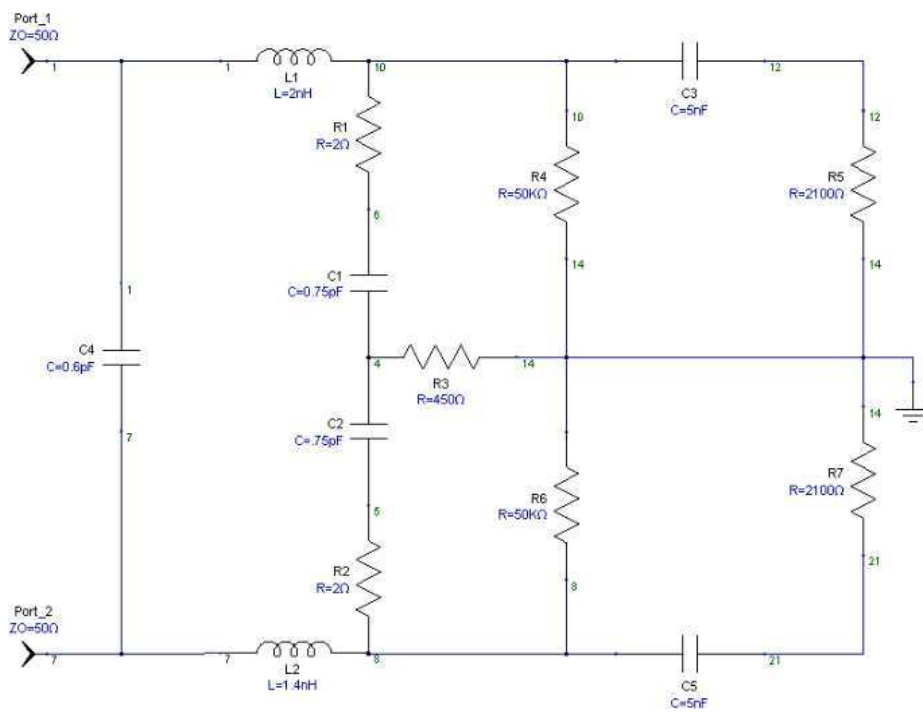 Port_1
ZO=50Ω
1
1
L1
L=2nH
10
C3
C=5nF
12
R1
R=2Ω
10
12
R4
R=50KΩ
R5
R=2100Ω
6
14
14
C1
C=0.75pF
1
C4
C=0.6pF
4
R3
R=450Ω
14
C2
C=.75pF
14
7
R6
R=50KΩ
R7
R=2100Ω
5
R2
R=2Ω
8
21
Port_2
ZO=50Ω
7
7
L2
L=1.4nH
8
C5
C=5nF
21